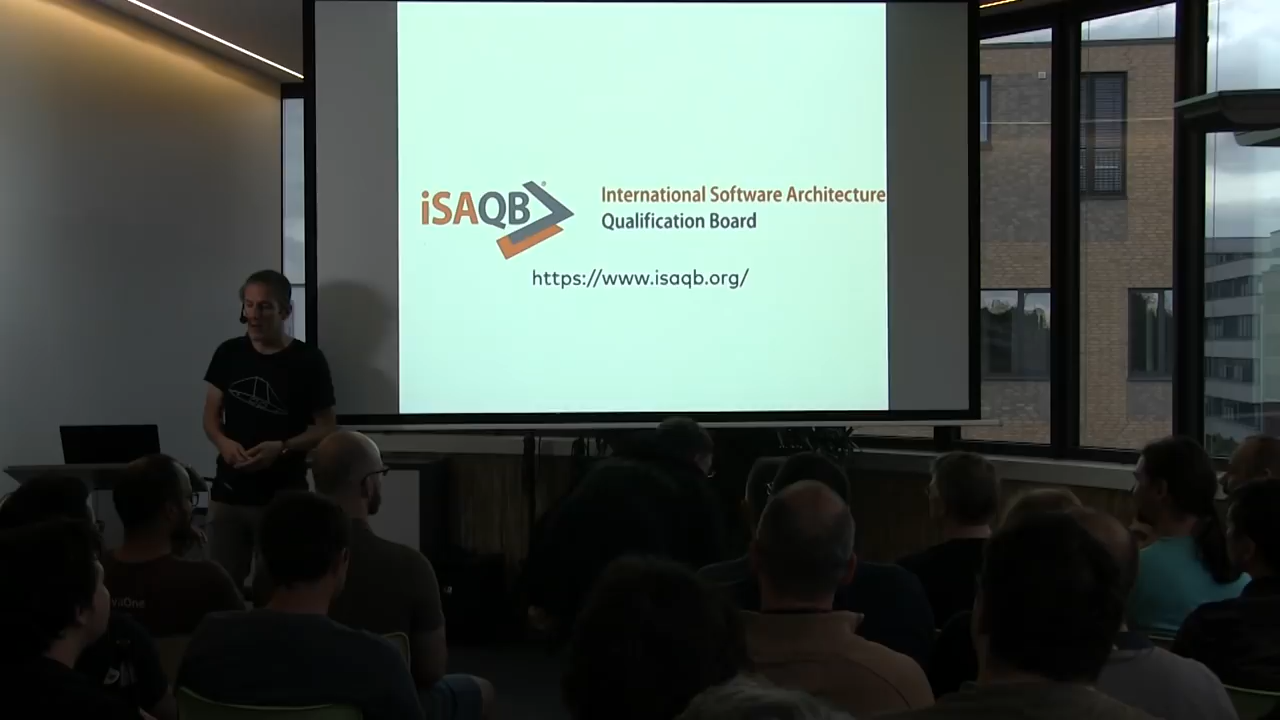 iSAQB
International Software Architecture
Qualification Board
https://www.isaqb.org/